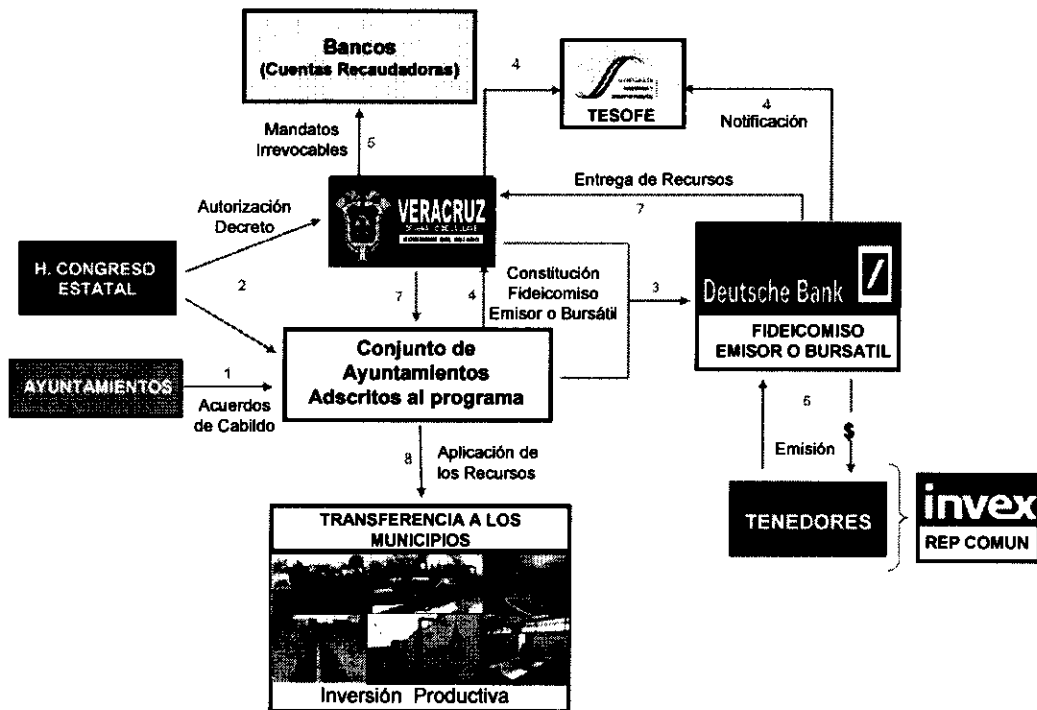 Bancos
(Cuentas Recaudadoras)
4
TESOFE
4
Notificación
Mandatos
Irrevocables
5
Entrega de Recursos
7
Autorización
Decreto
VERACRUZ
H. CONGRESO
ESTATAL
2
7
4
Constitución
Fideicomiso
Emisor o Bursátil
3
Deutsche Bank
FIDEICOMISO
EMISOR O BURSATIL
Conjunto de
Ayuntamientos
Adscritos al programa
AYUNTAMIENTOS
1
Acuerdos
de Cabildo
6
$
Emisión
8
Aplicación de
los Recursos
TENEDORES
invex
REP COMUN
TRANSFERENCIA A LOS
MUNICIPIOS
Inversión Productiva